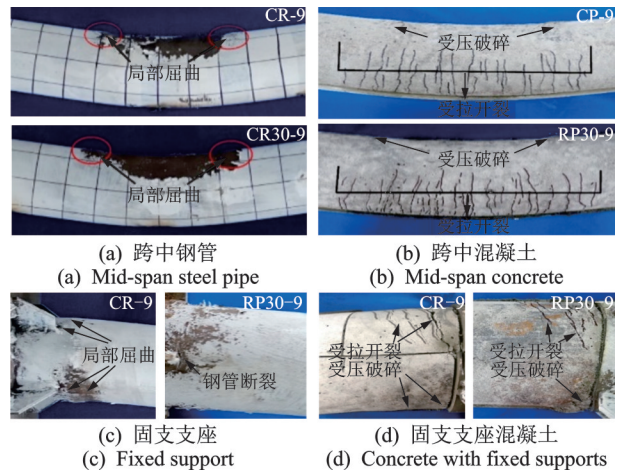 CR-9
局部屈曲
CR30-9
局部屈曲
CP-9
受压破碎
受拉开裂
RP30-9
受压破碎
受拉开裂
(a) 跨中钢管
(a) Mid-span steel pipe
(b) 跨中混凝土
(b) Mid-span concrete
CR-9
局部屈曲
RP30-9
钢管断裂
CR-9
受拉开裂
受压破碎
RP30-9
受拉开裂
受压破碎
(c) 固支支座
(c) Fixed support
(d) 固支支座混凝土
(d) Concrete with fixed supports